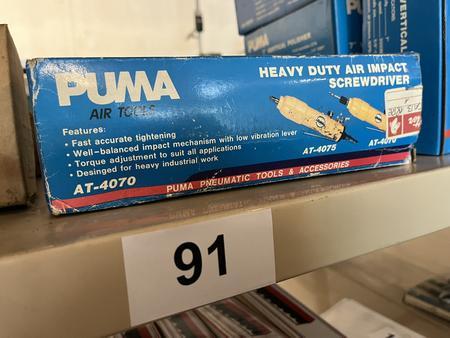 PUMA
AIR TOOLS
HEAVY DUTY AIR IMPACT
SCREWDRIVER
Features:
• Fast accurate tightening
• Well-balanced impact mechanism with low vibration lever
• Torque adjustment to suit all applications
• Desinged for heavy industrial work
AT-4075
AT-4070
AT-4070
PUMA PNEUMATIC TOOLS & ACCESSORIES
91
VERTICAL